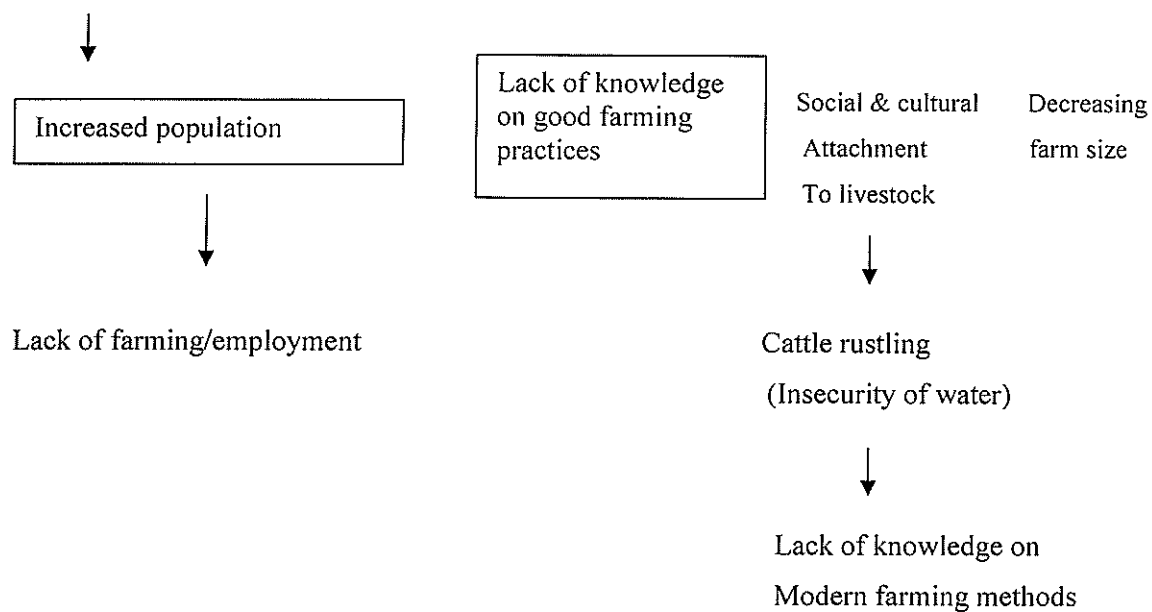 Increased population
Lack of farming/employment
Lack of knowledge
on good farming
practices
Social & cultural
Attachment
To livestock
Decreasing
farm size
Cattle rustling
(Insecurity of water)
Lack of knowledge on
Modern farming methods